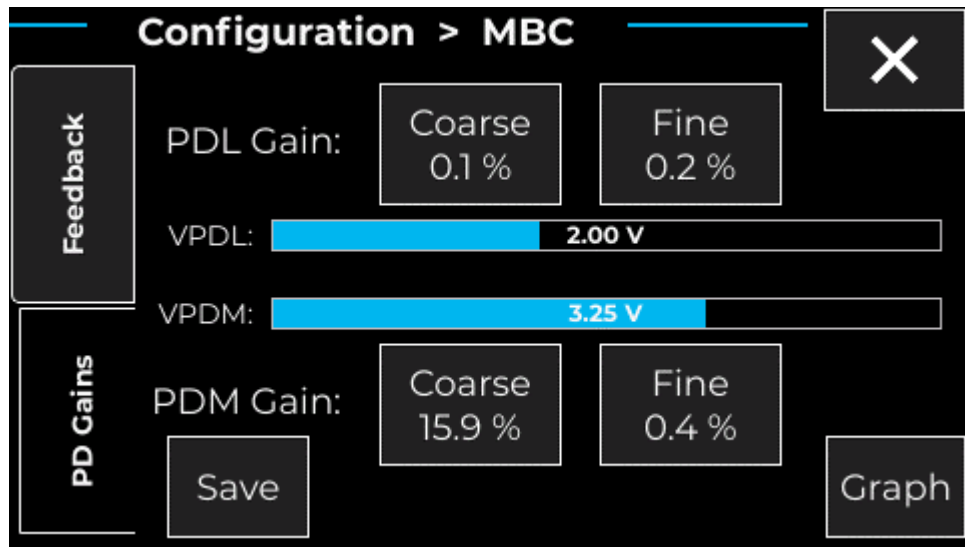 Configuration > MBC
Feedback
PD Gains
PDL Gain:
Coarse
0.1 %
Fine
0.2 %
VPDL:
2.00 V
VPDM:
3.25 V
PDM Gain:
Coarse
15.9 %
Fine
0.4 %
Save
Graph